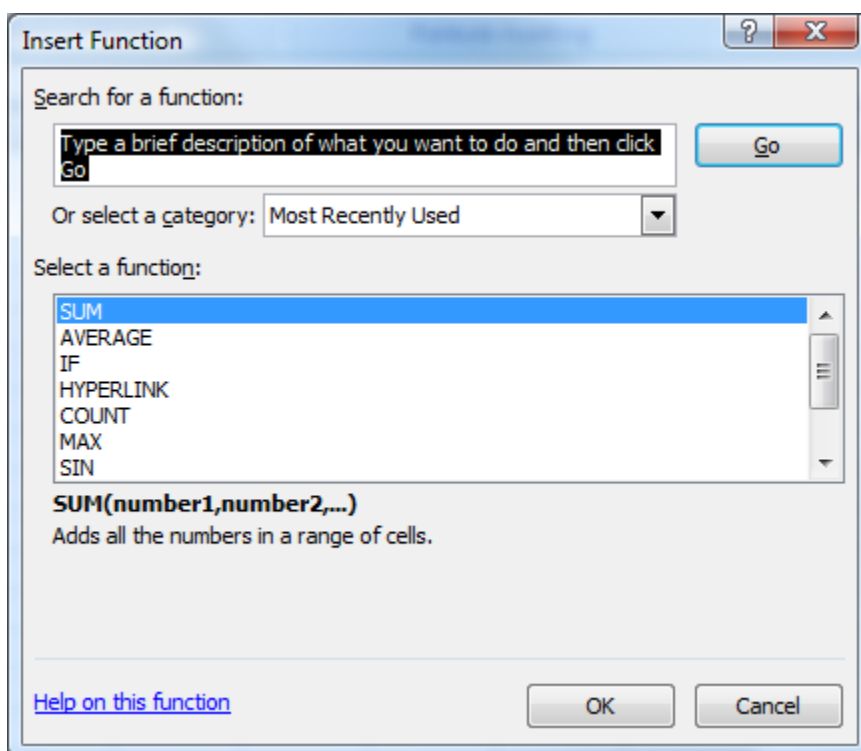 Insert Function
Search for a function:
Type a brief description of what you want to do and then click
Go
Go
Or select a category: Most Recently Used
Select a function:
SUM
AVERAGE
IF
HYPERLINK
COUNT
MAX
SIN
SUM(number1,number2,...)
Adds all the numbers in a range of cells.
Help on this function
OK
Cancel